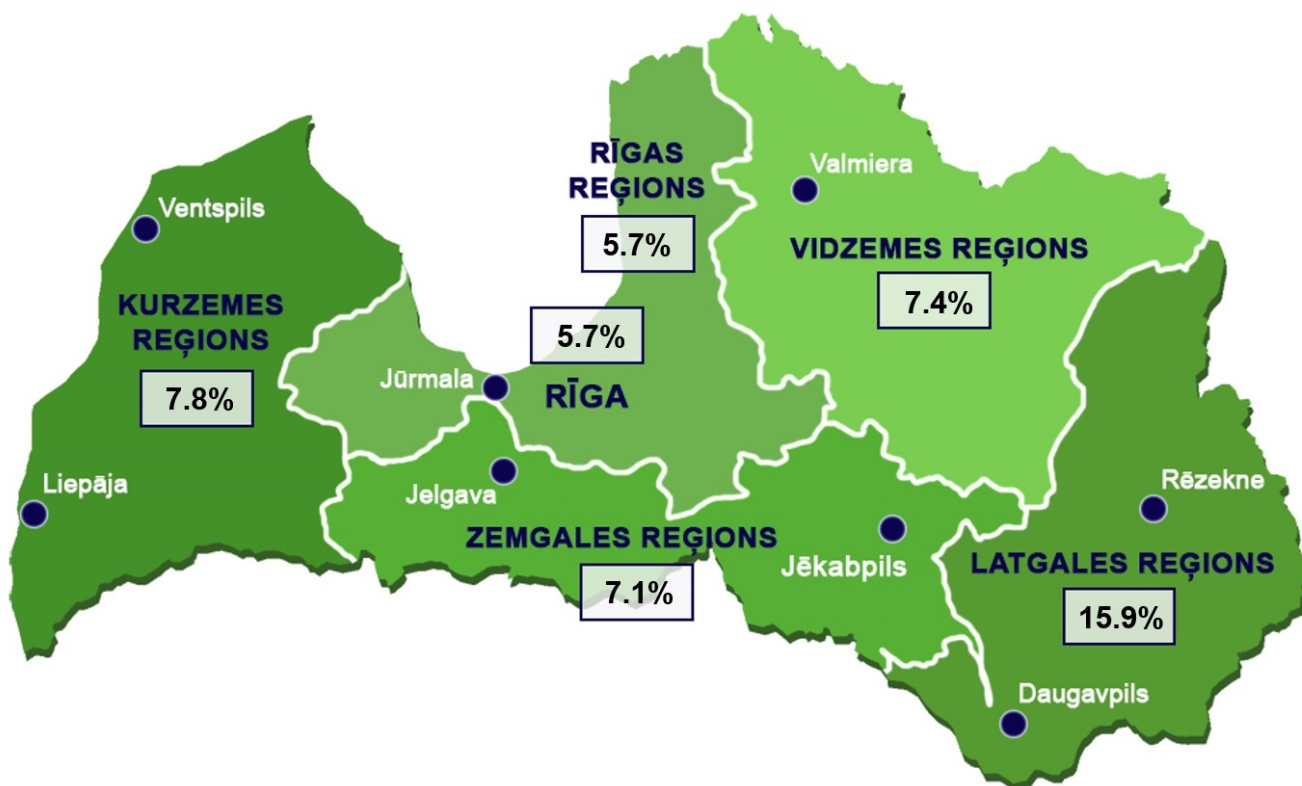 RĪGAS
REĢIONS
5.7%
Valmiera
Ventspils
VIDZEMES REĢIONS
7.4%
KURZEMES
REĢIONS
7.8%
5.7%
Jūrmala
RĪGA
Liepāja
Jelgava
Rēzekne
ZEMGALES REĢIONS
7.1%
Jēkabpils
LATGALES REĢIONS
15.9%
Daugavpils